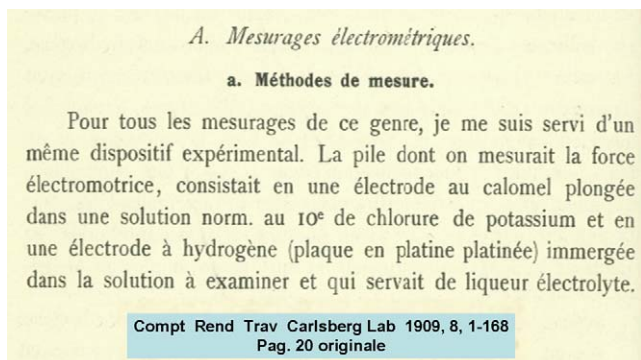 A. Mesurages électrométriques.
a. Méthodes de mesure.
Pour tous les mesurages de ce genre, je me suis servi d'un
même dispositif expérimental. La pile dont on mesurait la force
électromotrice, consistait en une électrode au calomel plongée
dans une solution norm. au 10e de chlorure de potassium et en
une électrode à hydrogène (plaque en platine platinée) immergée
dans la solution à examiner et qui servait de liqueur électrolyte.
Compt Rend Trav Carlsberg Lab 1909, 8, 1-168
Pag. 20 originale